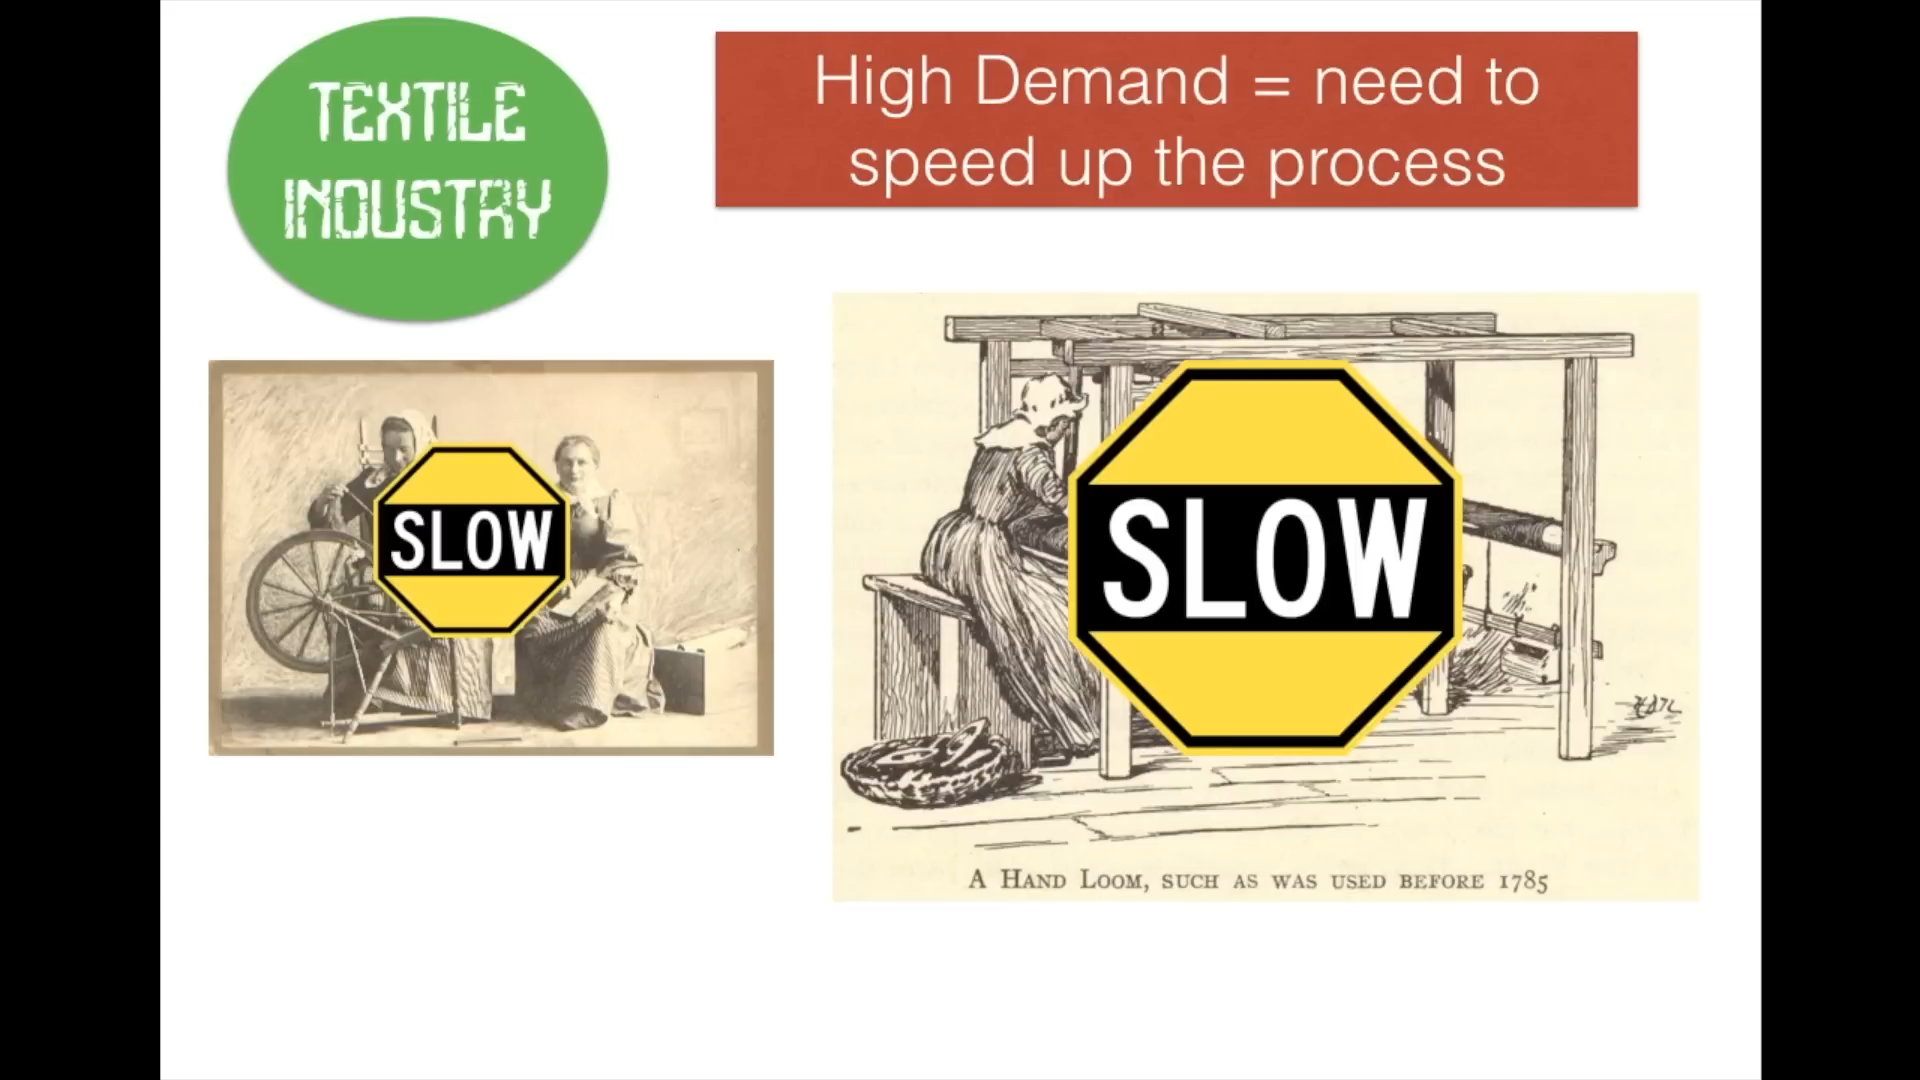 TEXTILE
INDUSTRY
High Demand = need to
speed up the process
SLOW
SLOW
A HAND LOOM, SUCH AS WAS USED BEFORE 1785